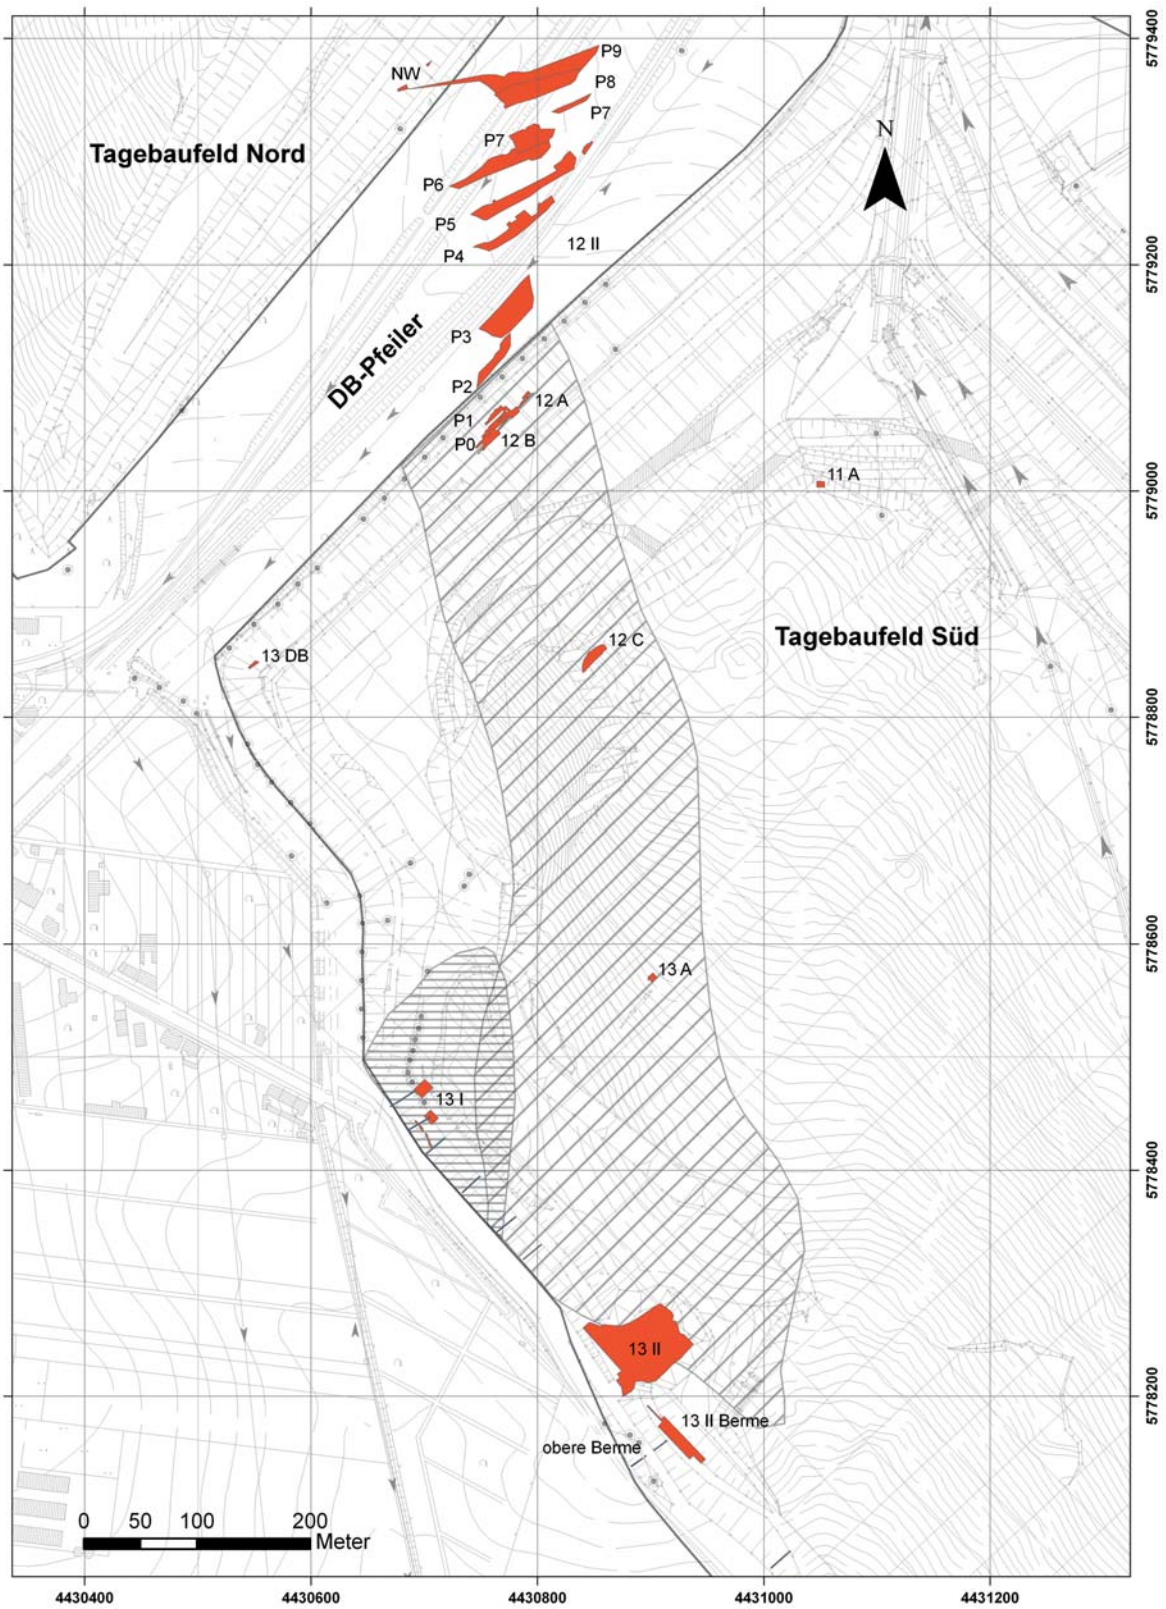 5779400
P9
NW
P8
P7
N
P7
Tagebaufeld Nord
P6
P5
12 II
P4
5779200
P3
DB-Pfeiler
P2
12 A
P1
P0
12 B
11 A
5779000
12 C
Tagebaufeld Süd
13 DB
5778800
13 A
5778600
13 I
5778400
13 II
5778200
13 II Berme
obere Berme
0 50 100 200
Meter
4430400 4430600 4430800 4431000 4431200